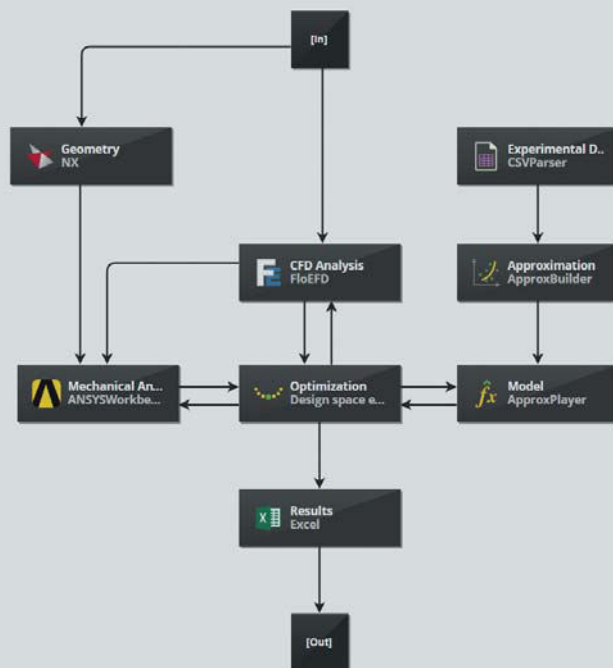 [In]
Geometry
NX
Experimental D..
CSVParser
CFD Analysis
FloEFD
Approximation
ApproxBuilder
Mechanical An...
ANSYSWorkbe...
Optimization
Design space e...
Model
ApproxPlayer
Results
Excel
[Out]